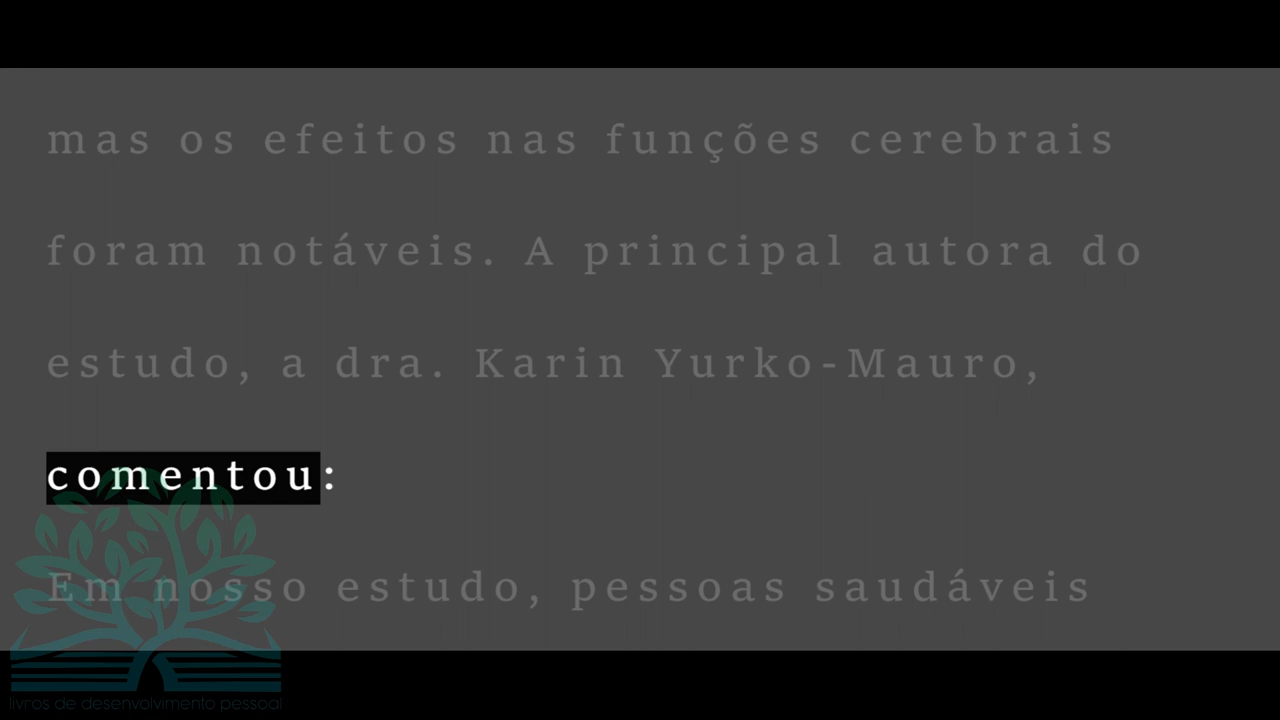 mas os efeitos nas funções cerebrais
foram notáveis. A principal autora do
estudo, a dra. Karin Yurko-Mauro,
comentou:
Em nosso estudo, pessoas saudáveis
livros de desenvolvimento pessoal